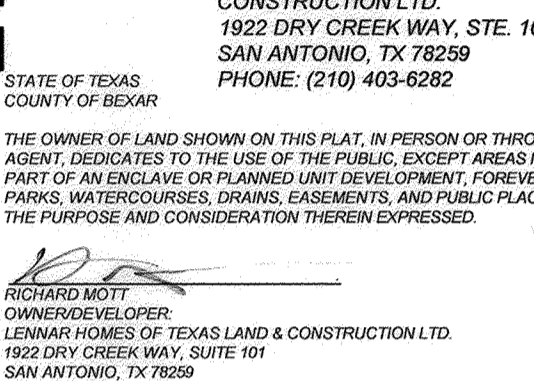 CONSTRUCTION LTD.
1922 DRY CREEK WAY, STE. 10
SAN ANTONIO, TX 78259
PHONE: (210) 403-6282
STATE OF TEXAS
COUNTY OF BEXAR
THE OWNER OF LAND SHOWN ON THIS PLAT, IN PERSON OR THRO
AGENT, DEDICATES TO THE USE OF THE PUBLIC, EXCEPT AREAS I
PART OF AN ENCLAVE OR PLANNED UNIT DEVELOPMENT, FOREVE
PARKS, WATERCOURSES, DRAINS, EASEMENTS, AND PUBLIC PLAC
THE PURPOSE AND CONSIDERATION THEREIN EXPRESSED.
RICHARD MOTT
OWNER/DEVELOPER:
LENNAR HOMES OF TEXAS LAND & CONSTRUCTION LTD.
1922 DRY CREEK WAY, SUITE 101
SAN ANTONIO, TX 78259